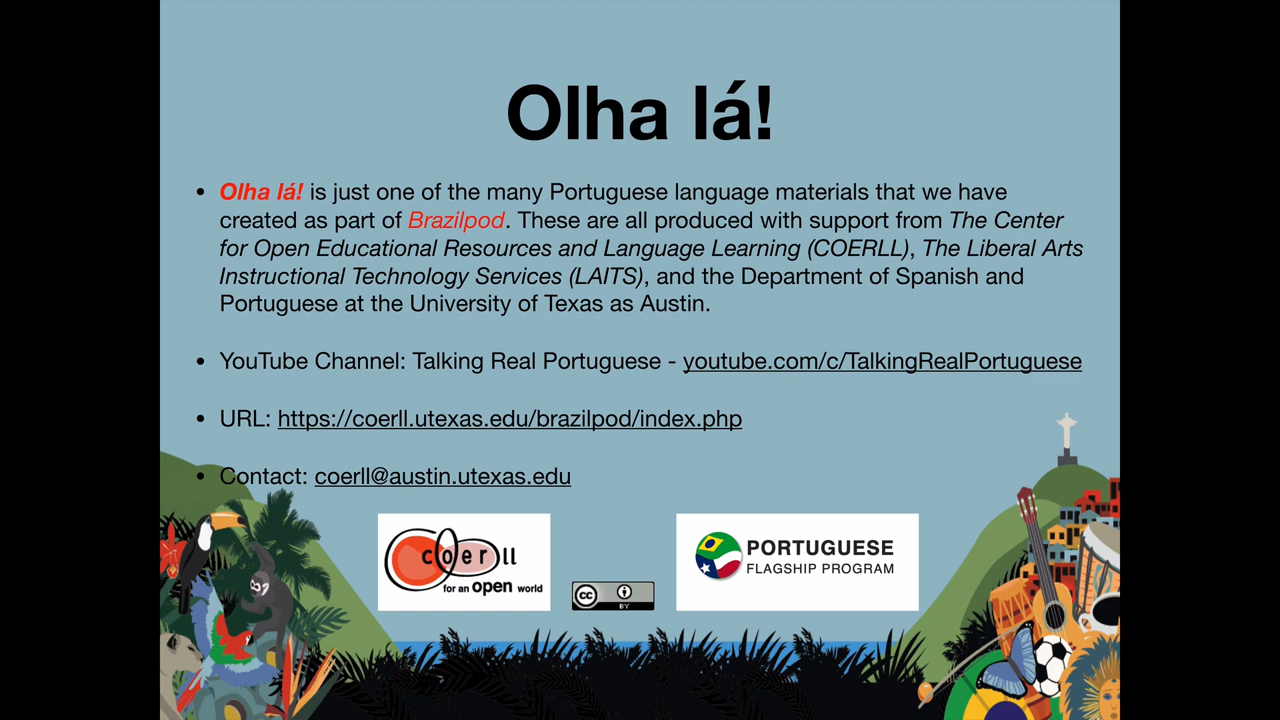 Olha lá!
• Olha lá! is just one of the many Portuguese language materials that we have
created as part of Brazilpod. These are all produced with support from The Center
for Open Educational Resources and Language Learning (COERLL), The Liberal Arts
Instructional Technology Services (LAITS), and the Department of Spanish and
Portuguese at the University of Texas as Austin.
• YouTube Channel: Talking Real Portuguese - youtube.com/c/TalkingRealPortuguese
• URL: https://coerll.utexas.edu/brazilpod/index.php
• Contact: coerll@austin.utexas.edu
coerll
for an open world
cc
BY
PORTUGUESE
FLAGSHIP PROGRAM